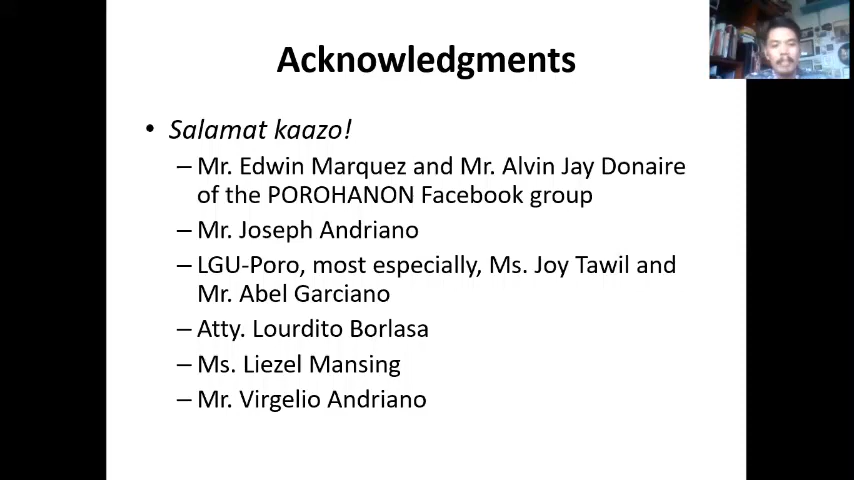 Acknowledgments
• Salamat kaazo!
– Mr. Edwin Marquez and Mr. Alvin Jay Donaire
of the POROHANON Facebook group
– Mr. Joseph Andriano
– LGU-Poro, most especially, Ms. Joy Tawil and
Mr. Abel Garciano
– Atty. Lourdito Borlasa
– Ms. Liezel Mansing
– Mr. Virgelio Andriano